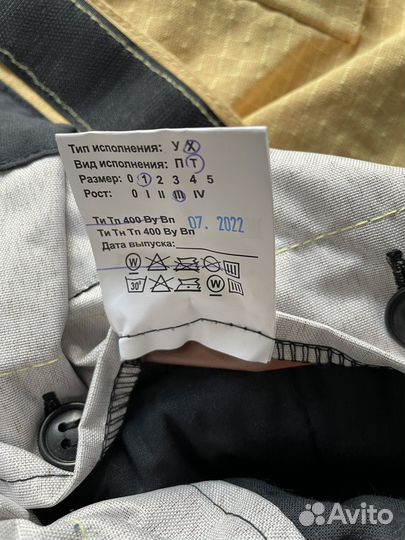 Тип исполнения: У Х
Вид исполнения: П Т
Размер: 0 1 2 3 4 5
Рост: 0 I II III IV
Ти Тп 400 Ву Вп 07. 2022
Ти Ти Тп 400 Ву Вп
Дата выпуска:
W Ш
30° W
Avito